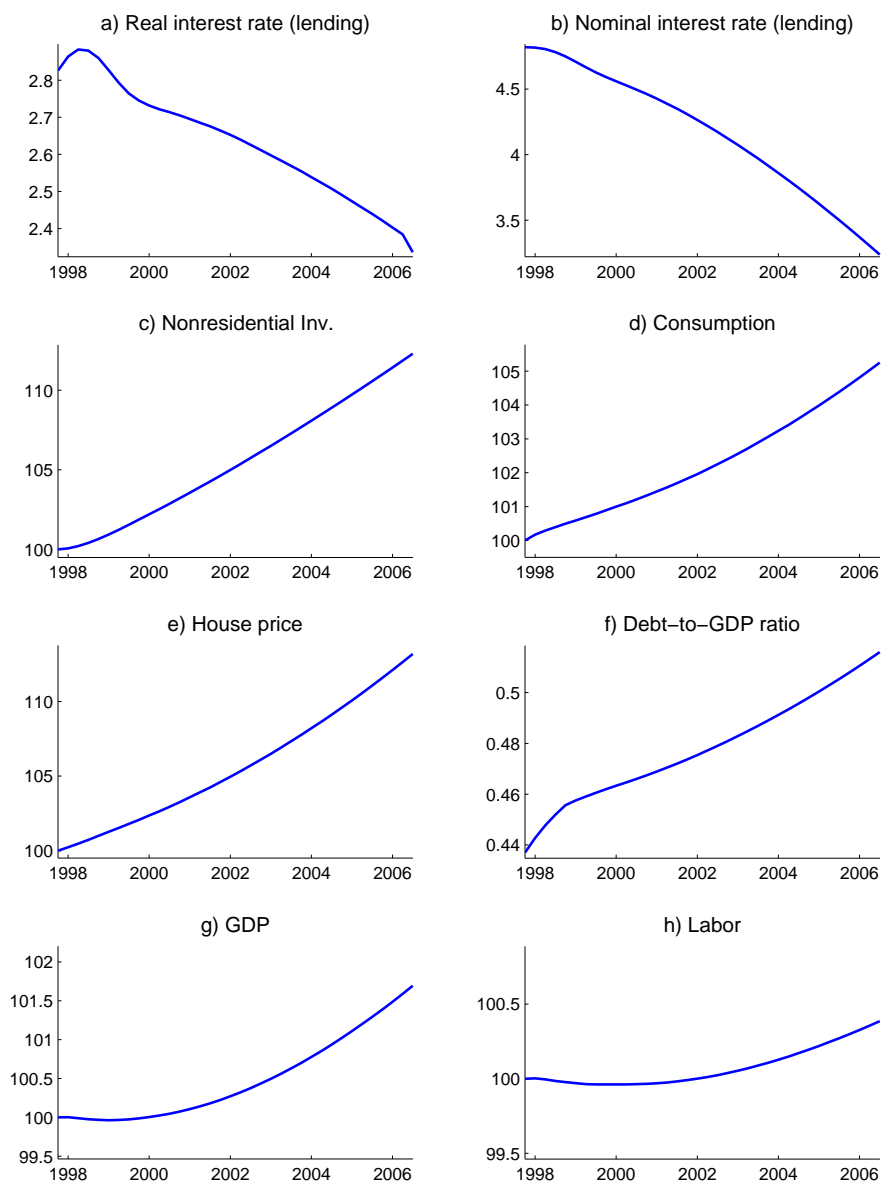 a) Real interest rate (lending)
2.8
2.7
2.6
2.5
2.4
1998 2000 2002 2004 2006
b) Nominal interest rate (lending)
4.5
4
3.5
1998 2000 2002 2004 2006
c) Nonresidential Inv.
110
105
100
1998 2000 2002 2004 2006
d) Consumption
105
104
103
102
101
100
1998 2000 2002 2004 2006
e) House price
110
105
100
1998 2000 2002 2004 2006
f) Debt−to−GDP ratio
0.5
0.48
0.46
0.44
1998 2000 2002 2004 2006
g) GDP
102
101.5
101
100.5
100
99.5
1998 2000 2002 2004 2006
h) Labor
100.5
100
99.5
1998 2000 2002 2004 2006